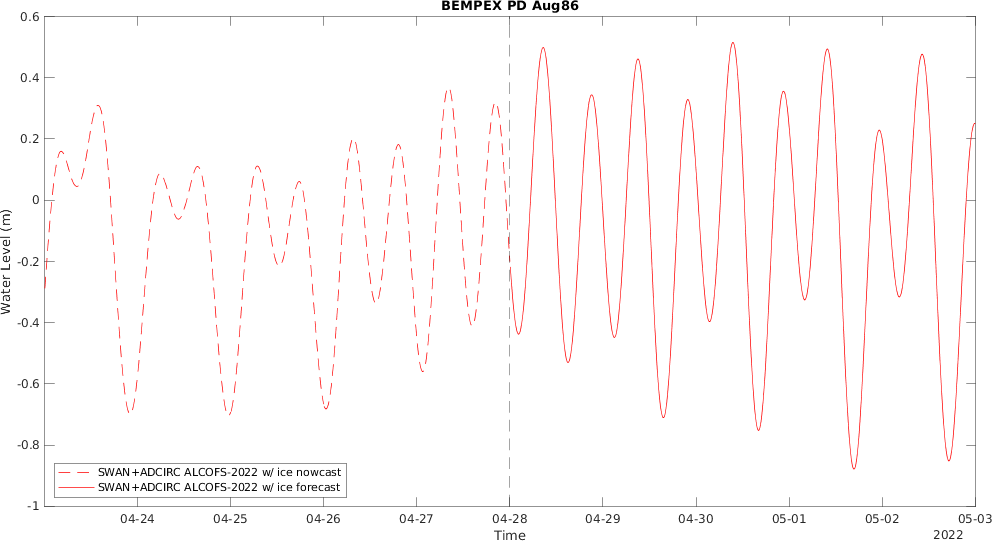 BEMPEX PD Aug86
0.6
0.4
0.2
0
-0.2
-0.4
-0.6
-0.8
-1
Water Level (m)
SWAN+ADCIRC ALCOFS-2022 w/ ice nowcast
SWAN+ADCIRC ALCOFS-2022 w/ ice forecast
04-24 04-25 04-26 04-27 04-28 04-29 04-30 05-01 05-02 05-03
Time
2022